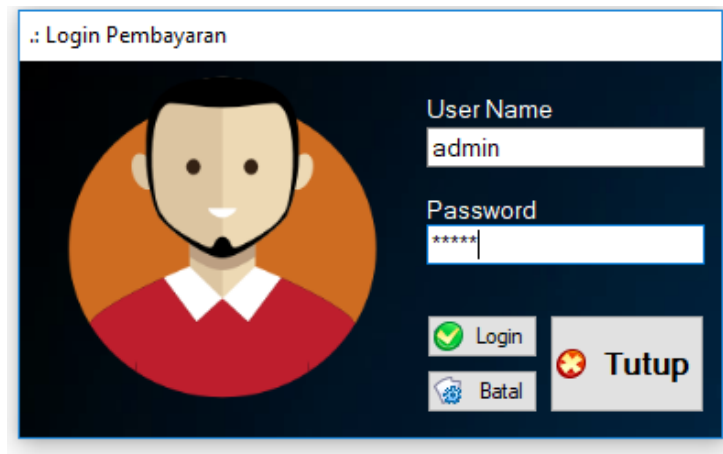 .: Login Pembayaran
User Name
admin
Password
*****
Login
Tutup
Batal